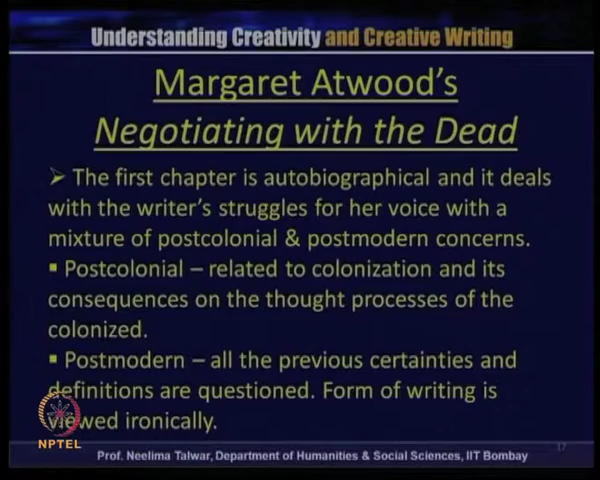 Understanding Creativity and Creative Writing
Margaret Atwood's
Negotiating with the Dead
➢ The first chapter is autobiographical and it deals
with the writer's struggles for her voice with a
mixture of postcolonial & postmodern concerns.
▪ Postcolonial – related to colonization and its
consequences on the thought processes of the
colonized.
▪ Postmodern – all the previous certainties and
definitions are questioned. Form of writing is
viewed ironically.
NPTEL
17
Prof. Neelima Talwar, Department of Humanities & Social Sciences, IIT Bombay